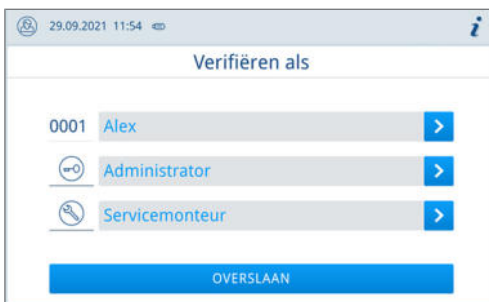 29.09.2021 11:54
i
Verifiëren als
0001 Alex
Administrator
Servicemonteur
OVERSLAAN